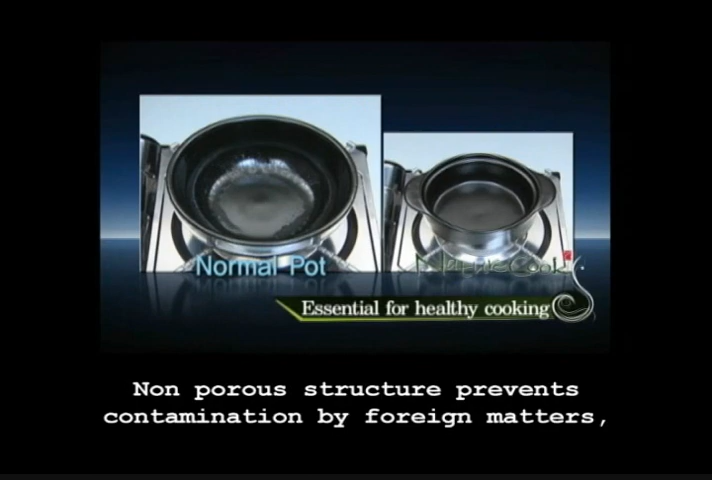 Normal Pot
Essential for healthy cooking
Non porous structure prevents
contamination by foreign matters,